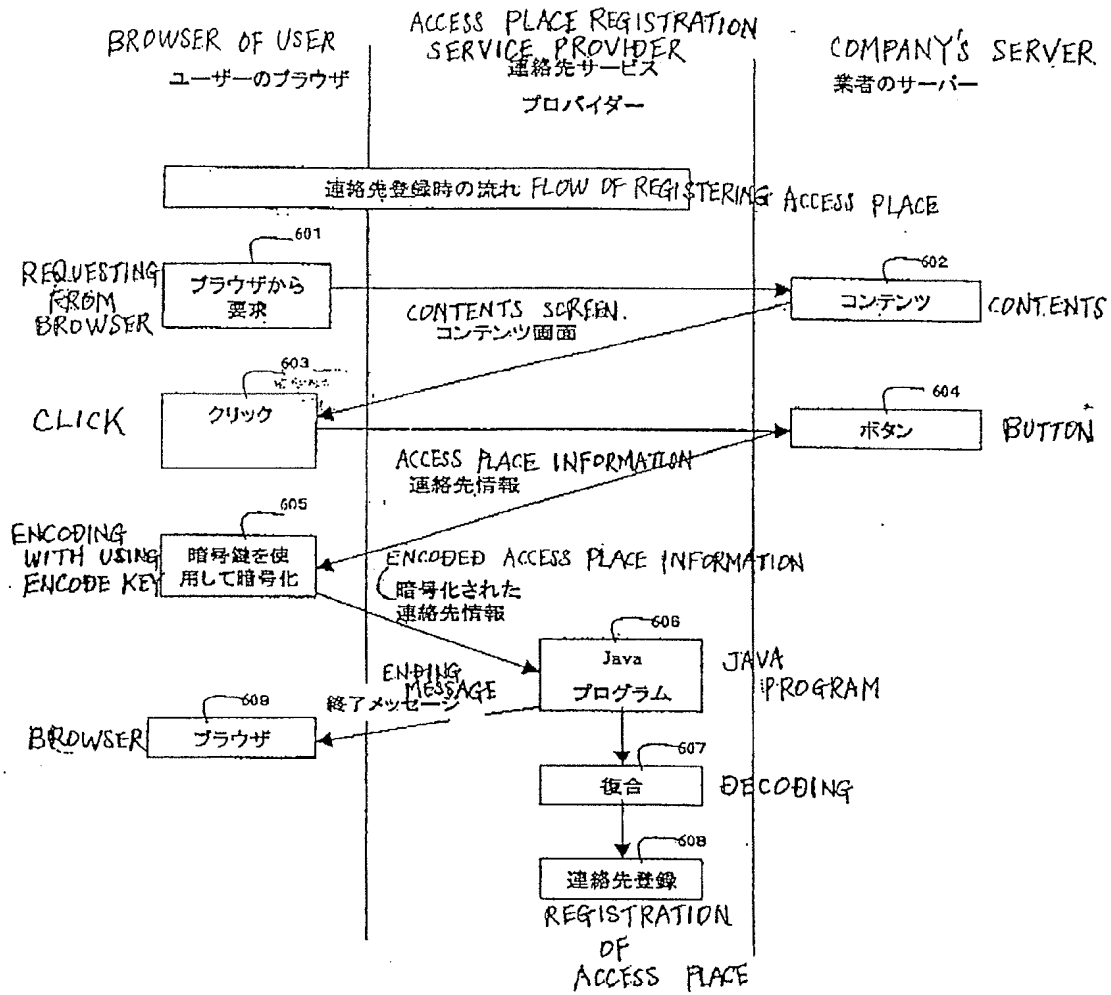 BROWSER OF USER
ユーザーのブラウザ
ACCESS PLACE REGISTRATION
SERVICE PROVIDER
連絡先サービス
プロバイダー
COMPANY'S SERVER
業者のサーバー
連絡先登録時の流れ FLOW OF REGISTERING ACCESS PLACE
REQUESTING
FROM
BROWSER
601
ブラウザから
要求
CONTENTS SCREEN.
コンテンツ画面
602
コンテンツ
CONTENTS
CLICK
603
クリック
604
ボタン
BUTTON
ACCESS PLACE INFORMATION
連絡先情報
ENCODING
WITH USING
ENCODE KEY
605
暗号鍵を使
用して暗号化
ENCODED ACCESS PLACE INFORMATION
暗号化された
連絡先情報
606
Java
プログラム
JAVA
PROGRAM
ENDING
MESSAGE
終了メッセージ
BROWSER
609
ブラウザ
607
復合
DECODING
608
連絡先登録
REGISTRATION
OF
ACCESS PLACE